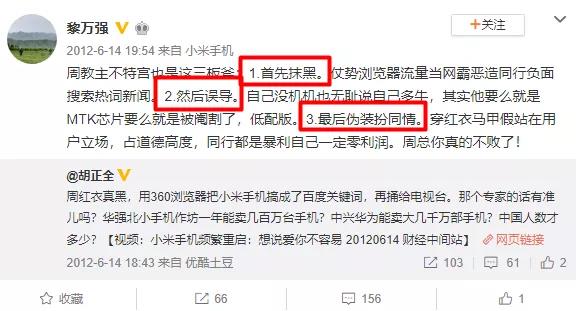 黎万强
+关注
2012-6-14 19:54 来自 小米手机
周教主不特宫也是这三板斧:1.首先抹黑。仗势浏览器流量当网霸恶造同行负面
搜索热词新闻。2.然后误导。自己没机机也无耻说自己多牛,其实他要么就是
MTK芯片要么就是被阉割了,低配版。3.最后伪装扮同情。穿红衣马甲假站在用
户立场,占道德高度,同行都是暴利自己一定零利润。周总你真的不败了!
@胡正全
周红衣真黑,用360浏览器把小米手机搞成了百度关键词,再捅给电视台。那个专家的话有准
儿吗?华强北小手机作坊一年能卖几百万台手机?中兴华为能卖大几千万部手机?中国人数才
多少?【视频:小米手机频繁重启:想说爱你不容易 20120614 财经中间站】 网页链接
2012-6-14 18:43 来自 优酷土豆
103
61
2
收藏
66
156
1